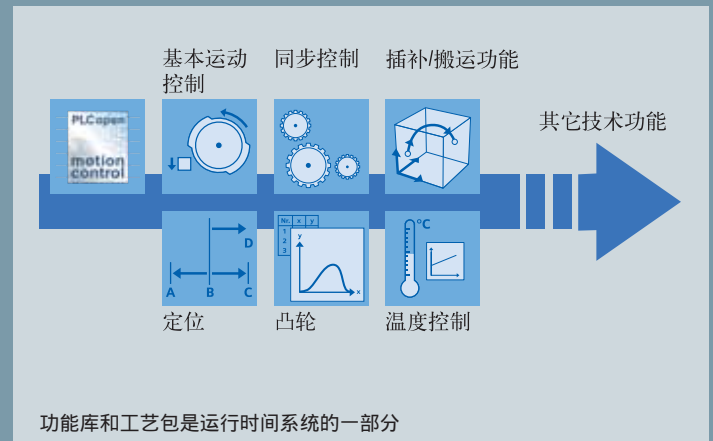 基本运动
控制
同步控制
插补/搬运功能
其它技术功能
PLCopen
motion
control
°C
D
A B C
Nr. x y
1
2
3
y
x
定位
凸轮
温度控制
功能库和工艺包是运行时间系统的一部分